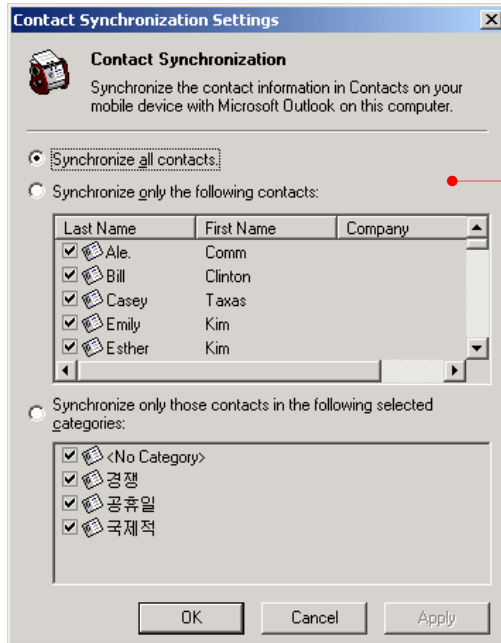 Contact Synchronization Settings
Contact Synchronization
Synchronize the contact information in Contacts on your
mobile device with Microsoft Outlook on this computer.
Synchronize all contacts.
Synchronize only the following contacts:
Last Name First Name Company
Ale. Comm
Bill Clinton
Casey Taxas
Emily Kim
Esther Kim
Synchronize only those contacts in the following selected
categories:
<No Category>
경쟁
공휴일
국제적
OK Cancel Apply